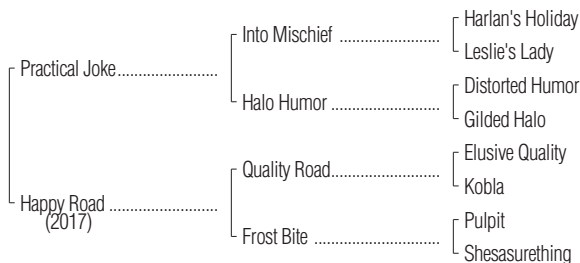 Harlan's Holiday
Into Mischief ........................
Leslie's Lady
Practical Joke........................
Distorted Humor
Halo Humor ..........................
Gilded Halo
Elusive Quality
Quality Road..........................
Kobla
Happy Road ..........................
(2017)
Pulpit
Frost Bite .............................
Shesasurething